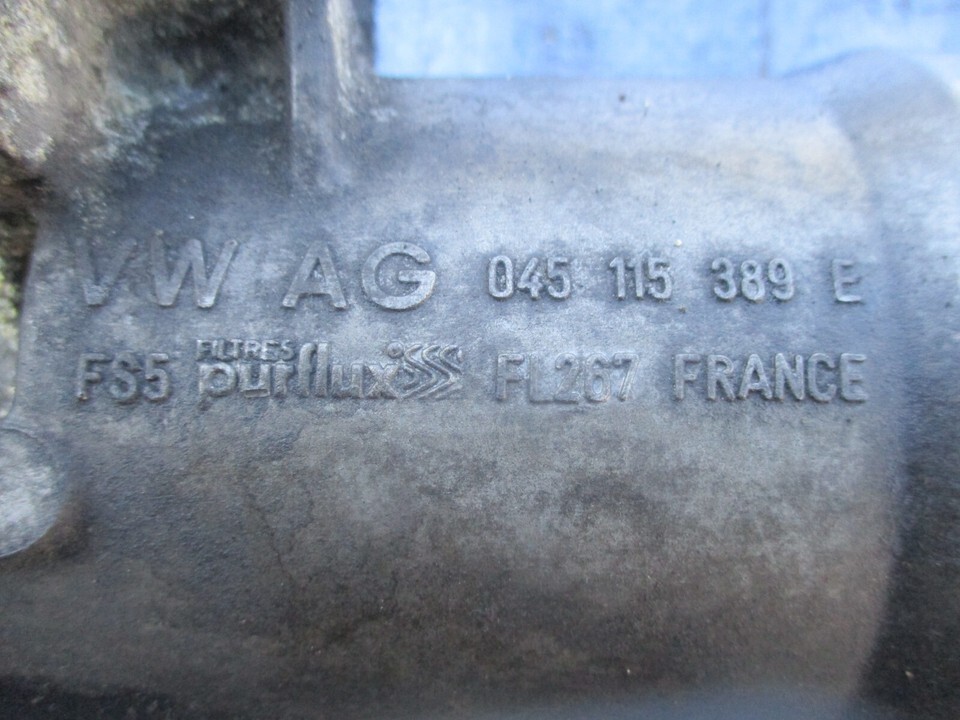 VW AG 045 115 389 E
FS5 FILTRES purflux FL267 FRANCE